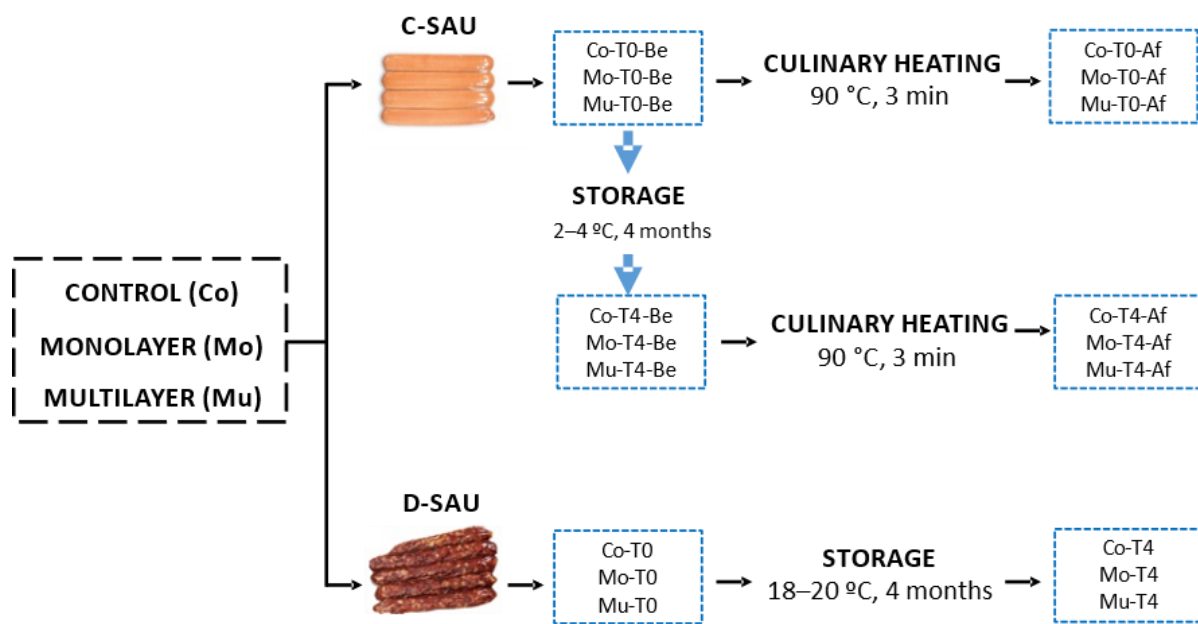 C-SAU
Co-T0-Be
Mo-T0-Be
Mu-T0-Be
CULINARY HEATING
90 °C, 3 min
Co-T0-Af
Mo-T0-Af
Mu-T0-Af
STORAGE
2–4 ºC, 4 months
CONTROL (Co)
MONOLAYER (Mo)
MULTILAYER (Mu)
Co-T4-Be
Mo-T4-Be
Mu-T4-Be
CULINARY HEATING
90 °C, 3 min
Co-T4-Af
Mo-T4-Af
Mu-T4-Af
D-SAU
Co-T0
Mo-T0
Mu-T0
STORAGE
18–20 ºC, 4 months
Co-T4
Mo-T4
Mu-T4